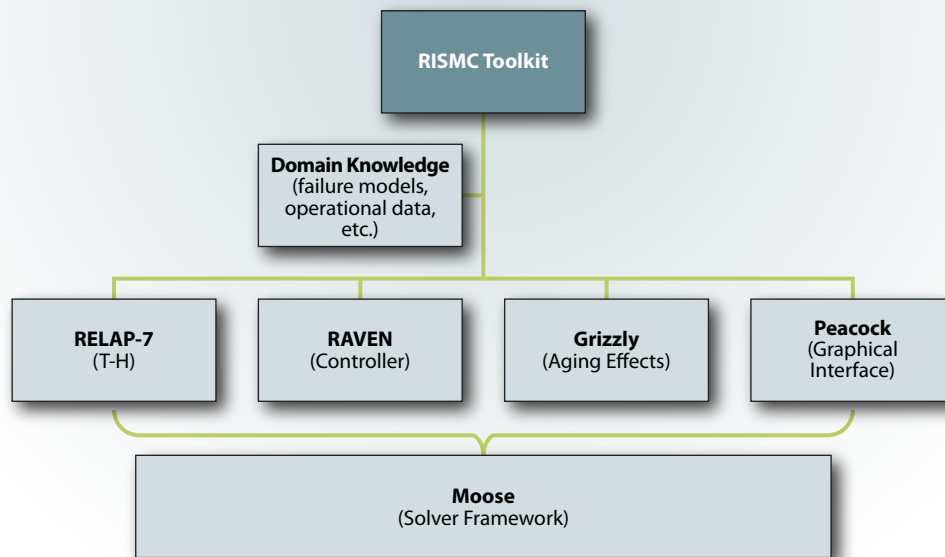 RISMC Toolkit
Domain Knowledge
(failure models,
operational data,
etc.)
RELAP-7
(T-H)
RAVEN
(Controller)
Grizzly
(Aging Effects)
Peacock
(Graphical
Interface)
Moose
(Solver Framework)